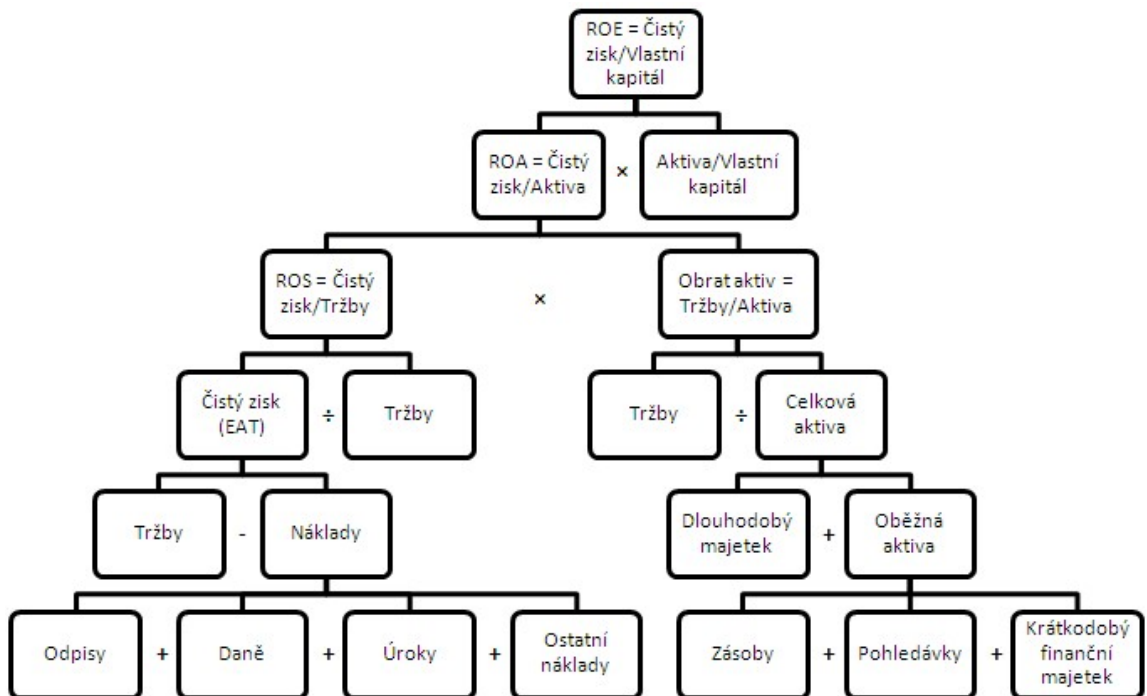 ROE = Čistý
zisk/Vlastní
kapitál
ROA = Čistý
zisk/Aktiva
×
Aktiva/Vlastní
kapitál
ROS = Čistý
zisk/Tržby
×
Obrat aktiv =
Tržby/Aktiva
Čistý zisk
(EAT)
÷
Tržby
Tržby
÷
Celková
aktiva
Tržby
-
Náklady
Dlouhodobý
majetek
+
Oběžná
aktiva
Odpisy
+
Daně
+
Úroky
+
Ostatní
náklady
Zásoby
+
Pohledávky
+
Krátkodobý
finanční
majetek